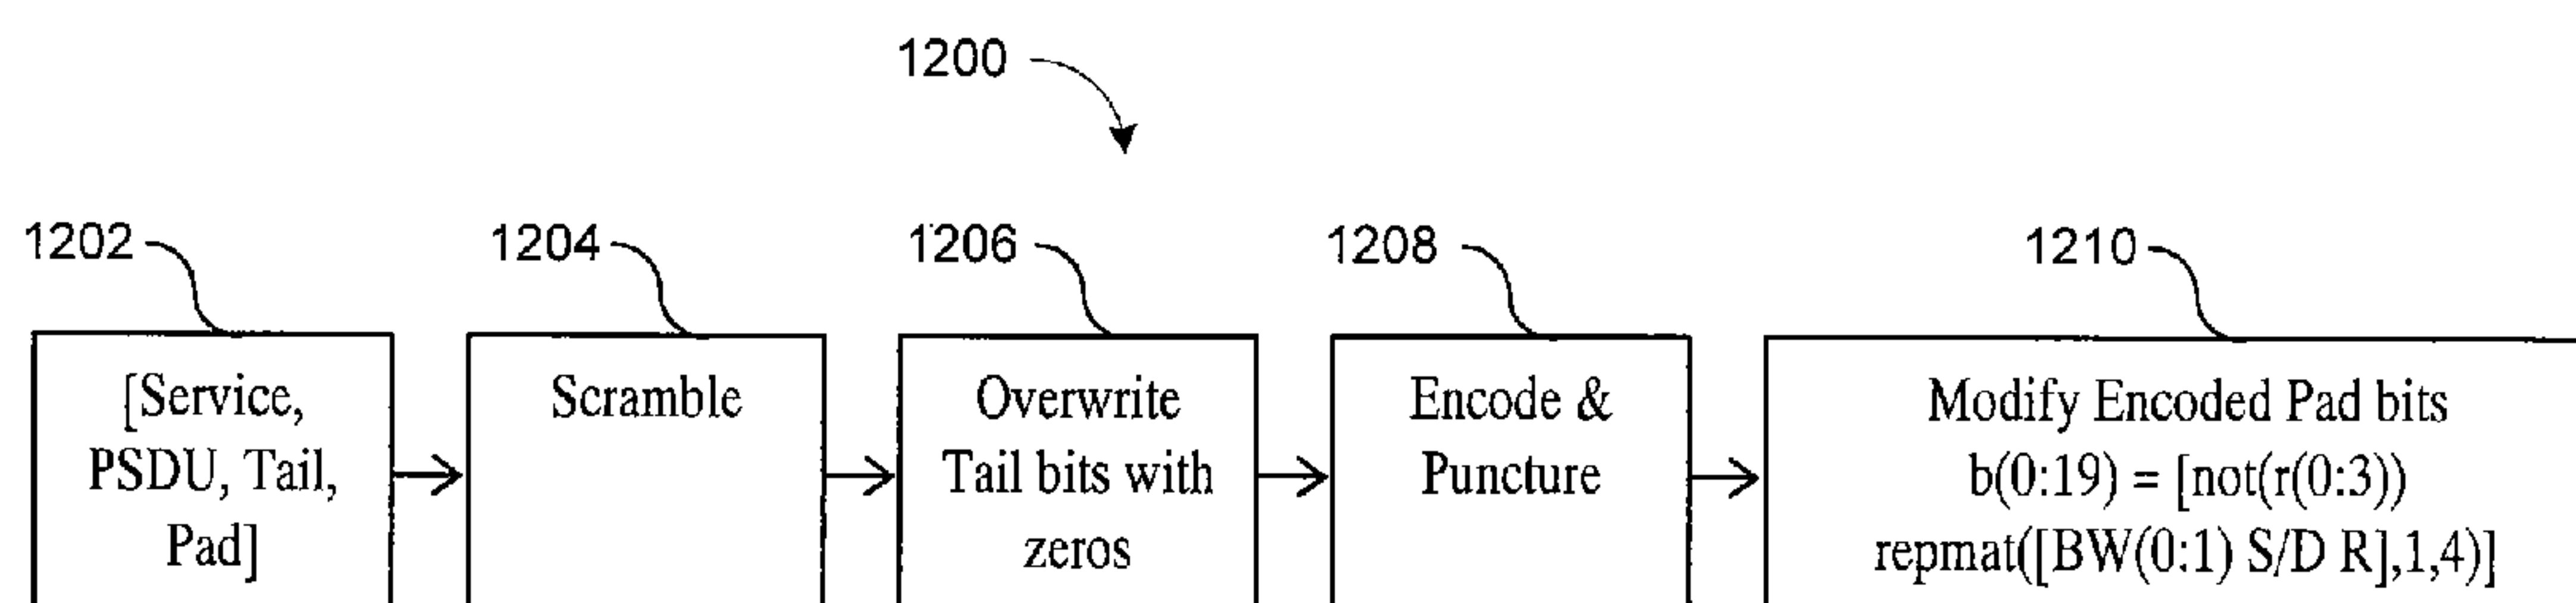 1200
1202
1204
1206
1208
1210
[Service,
PSDU, Tail,
Pad]
Scramble
Overwrite
Tail bits with
zeros
Encode &
Puncture
Modify Encoded Pad bits
b(0:19) = [not(r(0:3))
repmat([BW(0:1) S/D R],1,4)]